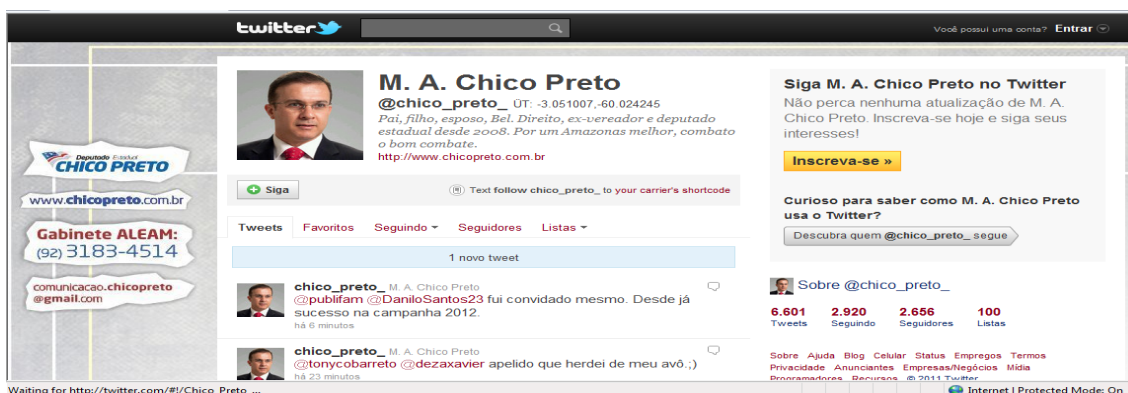 twitter
Você possui uma conta? Entrar
M. A. Chico Preto
@chico_preto_ ÜT: -3.051007,-60.024245
Pai, filho, esposo, Bel. Direito, ex-vereador e deputado
estadual desde 2008. Por um Amazonas melhor, combato
o bom combate.
http://www.chicopreto.com.br
Siga
Text follow chico_preto_ to your carrier's shortcode
Tweets Favoritos Seguindo Seguidores Listas
1 novo tweet
chico_preto_ M. A. Chico Preto
@publifam @DaniloSantos23 fui convidado mesmo. Desde já
sucesso na campanha 2012.
há 6 minutos
chico_preto_ M. A. Chico Preto
@tonycobarreto @dezaxavier apelido que herdei de meu avô.;)
há 23 minutos
Deputado Estadual
CHICO PRETO
www.chicopreto.com.br
Gabinete ALEAM:
(92) 3183-4514
comunicacao.chicopreto
@gmail.com
Siga M. A. Chico Preto no Twitter
Não perca nenhuma atualização de M. A.
Chico Preto. Inscreva-se hoje e siga seus
interesses!
Inscreva-se »
Curioso para saber como M. A. Chico Preto
usa o Twitter?
Descubra quem @chico_preto_ segue
Sobre @chico_preto_
6.601 2.920 2.656 100
Tweets Seguindo Seguidores Listas
Sobre Ajuda Blog Celular Status Empregos Termos
Privacidade Anunciantes Empresas/Negócios Mídia
Programadores Recursos © 2011 Twitter
Waiting for http://twitter.com/#!/Chico_Preto_...
Internet | Protected Mode: On